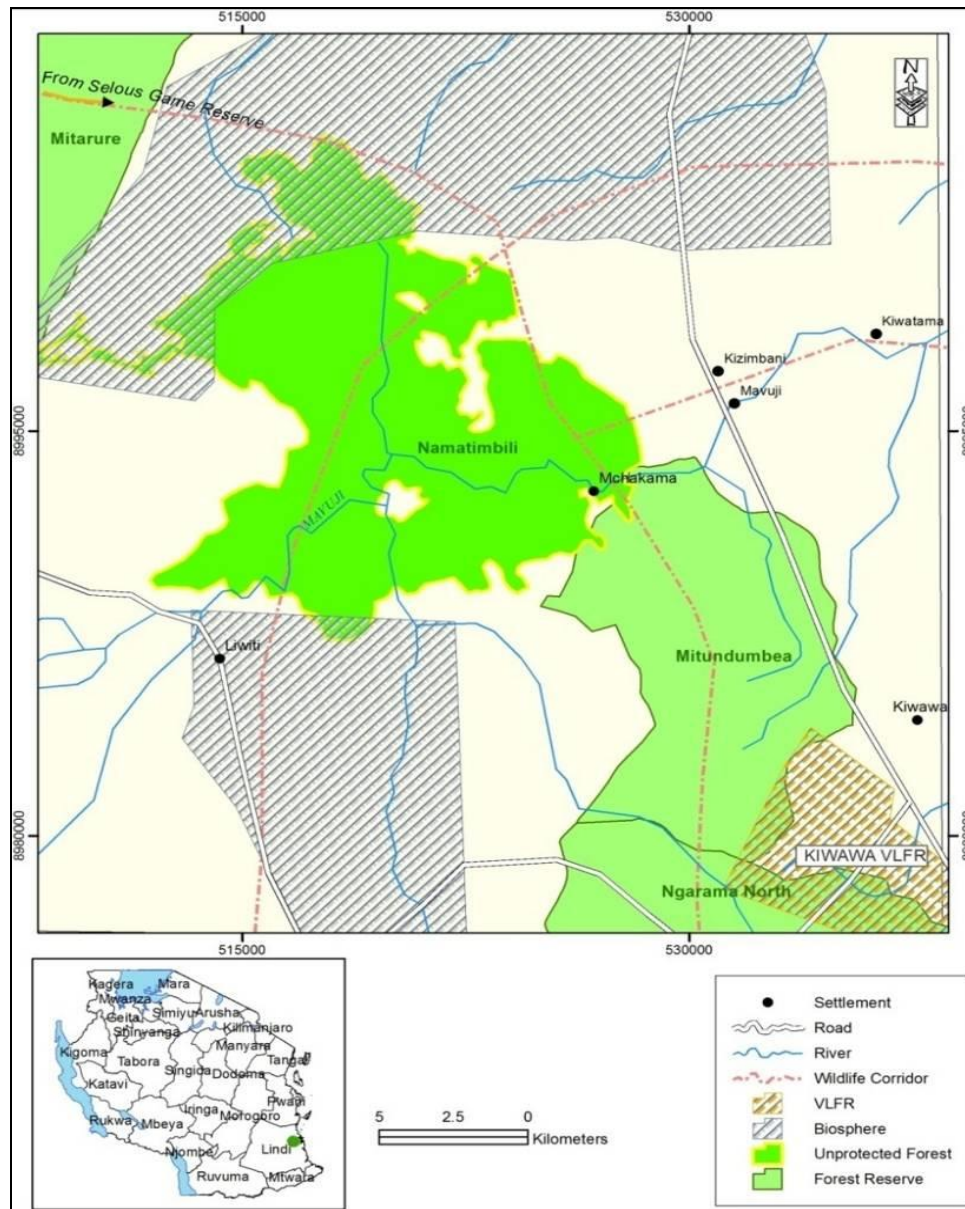 515000
530000
N
From Selous Game Reserve
Mitarure
Kiwatama
Kizimbani
Mavuji
8995000
8995000
Namatimbili
Mchakama
MAVUJI
Liwiti
Mitundumbea
Kiwawa
8980000
8980000
KIWAWA VLFR
Ngarama North
515000
530000
Kagera
Mara
Mwanza
Geita
Simiyu
Arusha
Shinyanga
Kilimanjaro
Manyara
Kigoma
Tabora
Tanga
Singida
Dodoma
Katavi
Pwani
Iringa
Morogoro
Rukwa
Mbeya
Njombe
Lindi
Ruvuma
Mtwara
5 2.5 0
Kilometers
Settlement
Road
River
Wildlife Corridor
VLFR
Biosphere
Unprotected Forest
Forest Reserve